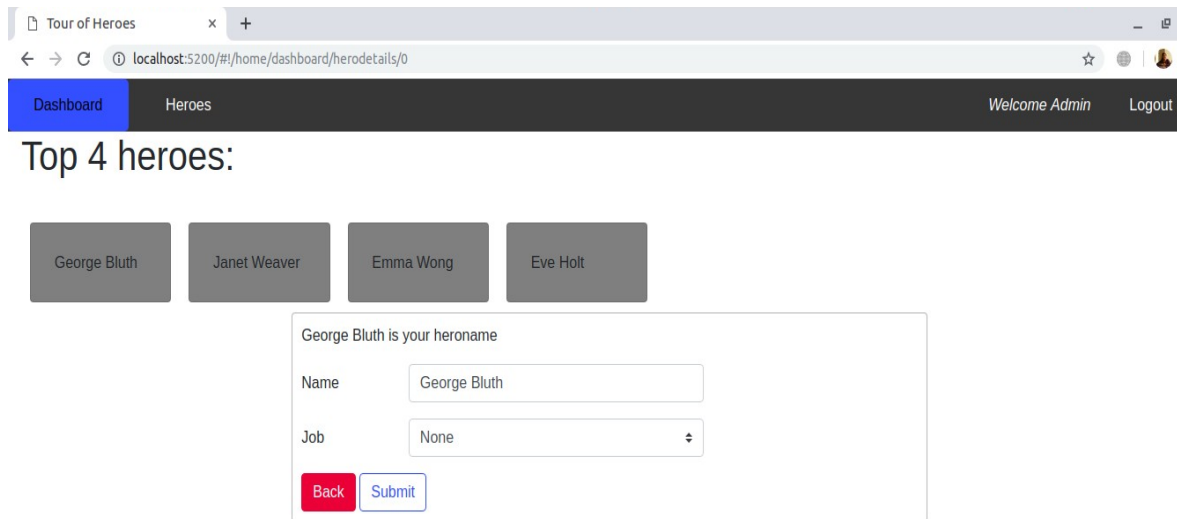 Tour of Heroes
localhost:5200/#!/home/dashboard/herodetails/0
Dashboard Heroes Welcome Admin Logout
Top 4 heroes:
George Bluth Janet Weaver Emma Wong Eve Holt
George Bluth is your heroname
Name George Bluth
Job None
Back Submit